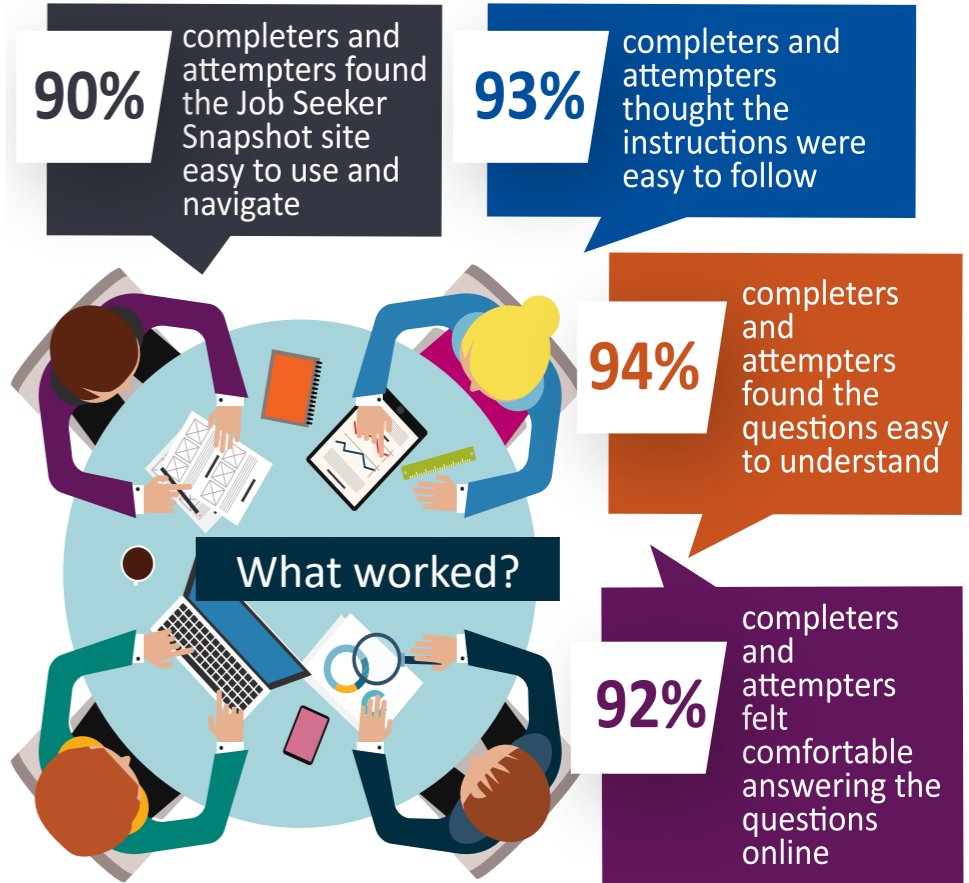 90%
completers and
attempters found
the Job Seeker
Snapshot site
easy to use and
navigate
93%
completers and
attempters
thought the
instructions were
easy to follow
94%
completers
and
attempters
found the
questions easy
to understand
What worked?
92%
completers
and
attempters
felt
comfortable
answering the
questions
online